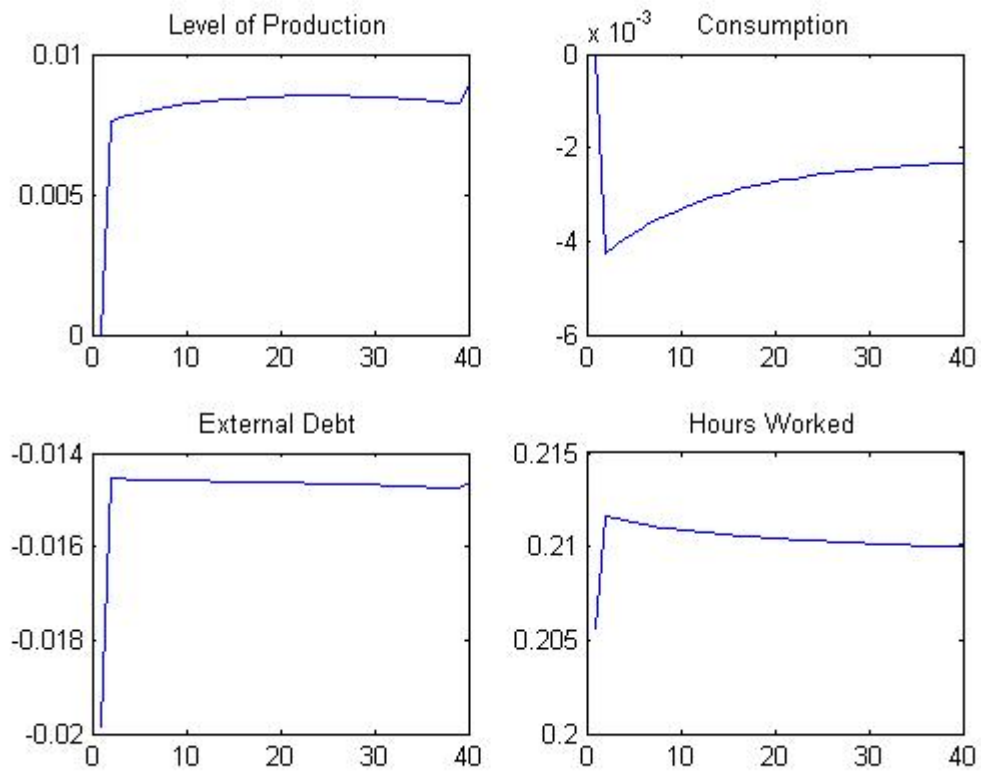 Level of Production
0.01
0.005
0
0 10 20 30 40
x 10⁻³ Consumption
0
-2
-4
-6
0 10 20 30 40
External Debt
-0.014
-0.016
-0.018
-0.02
0 10 20 30 40
Hours Worked
0.215
0.21
0.205
0.2
0 10 20 30 40